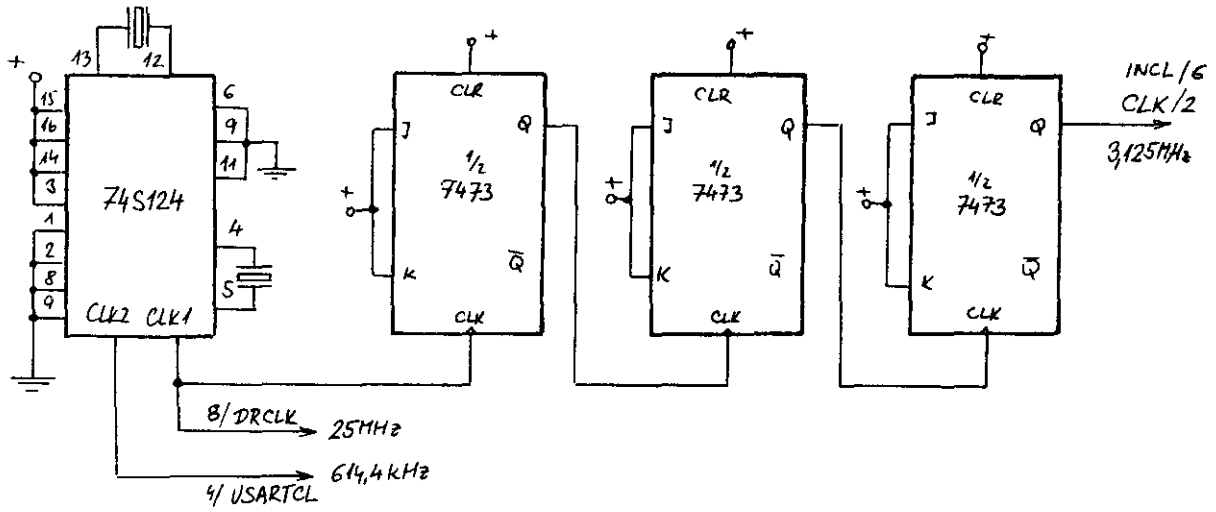 13
12
+
15
16
14
3
1
2
8
9
6
9
11
4
5
74S124
CLK2 CLK1
8/DRCLK
25MHz
614,4 kHz
4/USARTCL
+
CLR
J
Q
1/2
7473
+
K
Q̅
CLK
+
CLR
J
Q
1/2
7473
+
K
Q̅
CLK
+
CLR
J
Q
1/2
7473
+
K
Q̅
CLK
INCL/6
CLK/2
3,125MHz